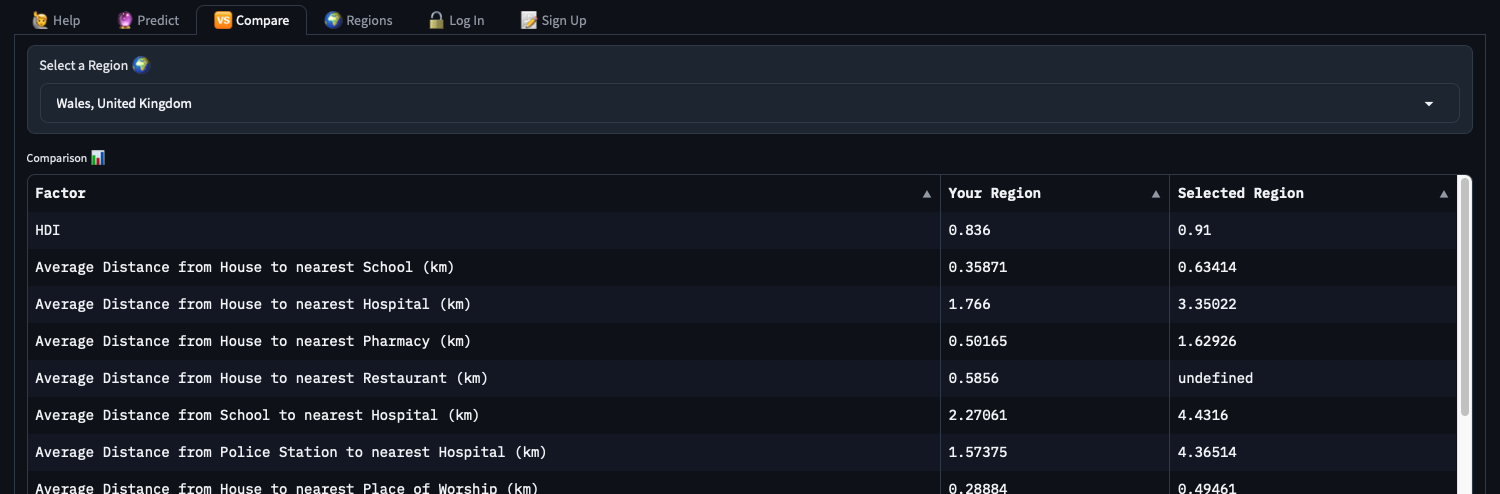 Help Predict Compare Regions Log In Sign Up
Select a Region
Wales, United Kingdom
Comparison
Factor Your Region Selected Region
HDI 0.836 0.91
Average Distance from House to nearest School (km) 0.35871 0.63414
Average Distance from House to nearest Hospital (km) 1.766 3.35022
Average Distance from House to nearest Pharmacy (km) 0.50165 1.62926
Average Distance from House to nearest Restaurant (km) 0.5856 undefined
Average Distance from School to nearest Hospital (km) 2.27061 4.4316
Average Distance from Police Station to nearest Hospital (km) 1.57375 4.36514
Average Distance from House to nearest Place of Worship (km) 0.28884 0.49461